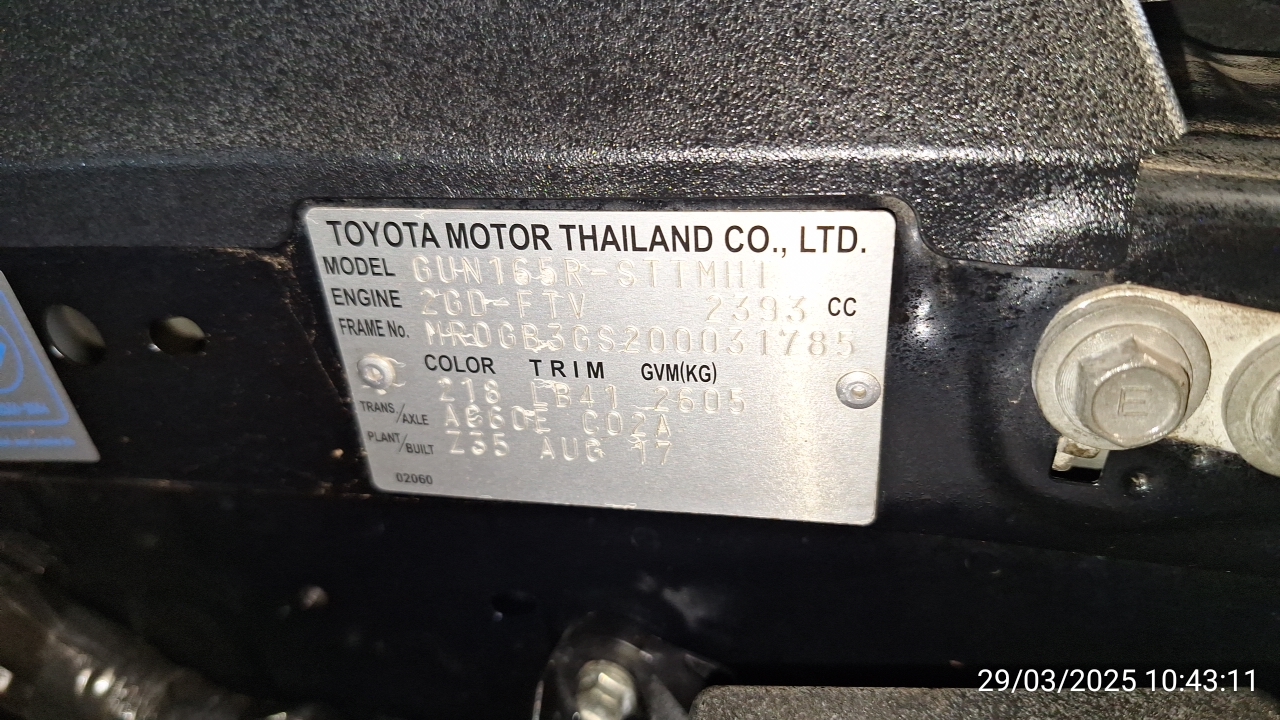 TOYOTA MOTOR THAILAND CO., LTD.
MODEL GUN165R-STTMHT
ENGINE 2GD-FTV 2393 CC
FRAME No. MR0GB3GS200031785
COLOR TRIM GVM(KG)
C 218 LB41 2605
TRANS/AXLE AC60E C02A
PLANT/BUILT Z35 AUG 17
02060
E
29/03/2025 10:43:11